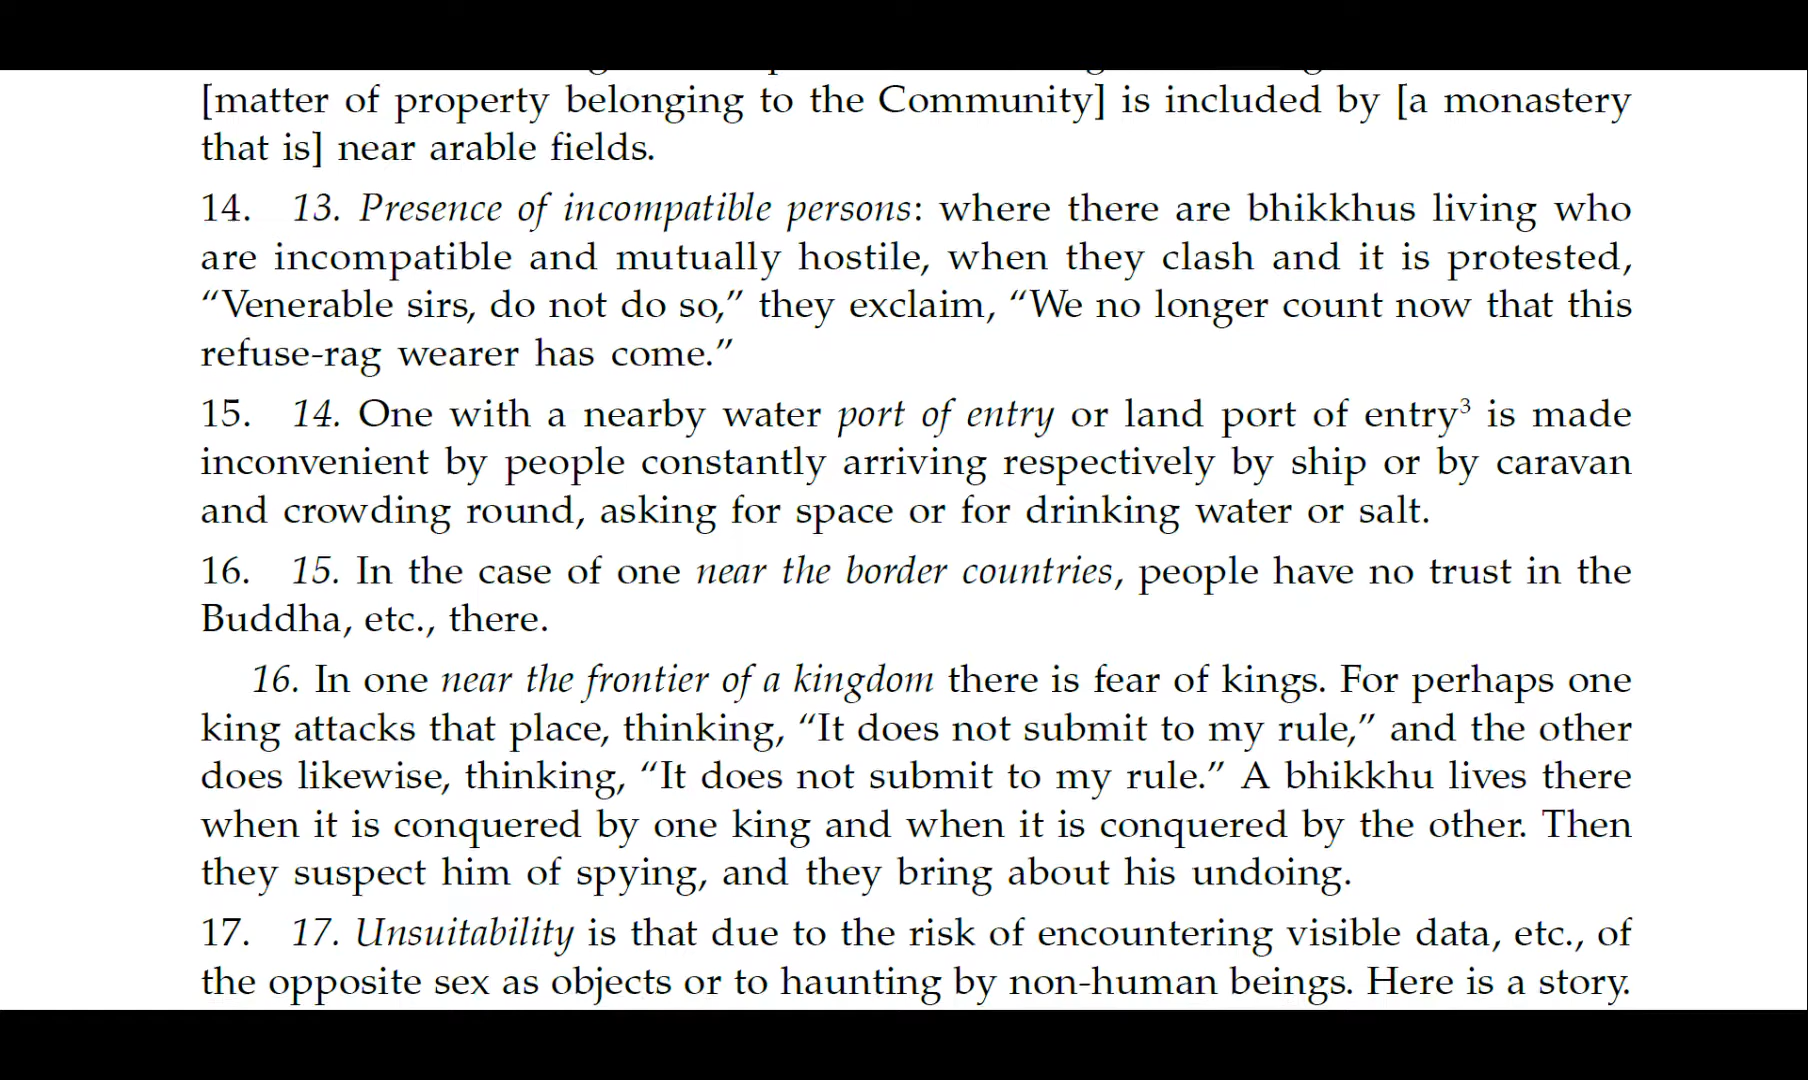 [matter of property belonging to the Community] is included by [a monastery
that is] near arable fields.
14. 13. Presence of incompatible persons: where there are bhikkhus living who
are incompatible and mutually hostile, when they clash and it is protested,
“Venerable sirs, do not do so,” they exclaim, “We no longer count now that this
refuse-rag wearer has come.”
15. 14. One with a nearby water port of entry or land port of entry³ is made
inconvenient by people constantly arriving respectively by ship or by caravan
and crowding round, asking for space or for drinking water or salt.
16. 15. In the case of one near the border countries, people have no trust in the
Buddha, etc., there.
16. In one near the frontier of a kingdom there is fear of kings. For perhaps one
king attacks that place, thinking, “It does not submit to my rule,” and the other
does likewise, thinking, “It does not submit to my rule.” A bhikkhu lives there
when it is conquered by one king and when it is conquered by the other. Then
they suspect him of spying, and they bring about his undoing.
17. 17. Unsuitability is that due to the risk of encountering visible data, etc., of
the opposite sex as objects or to haunting by non-human beings. Here is a story.